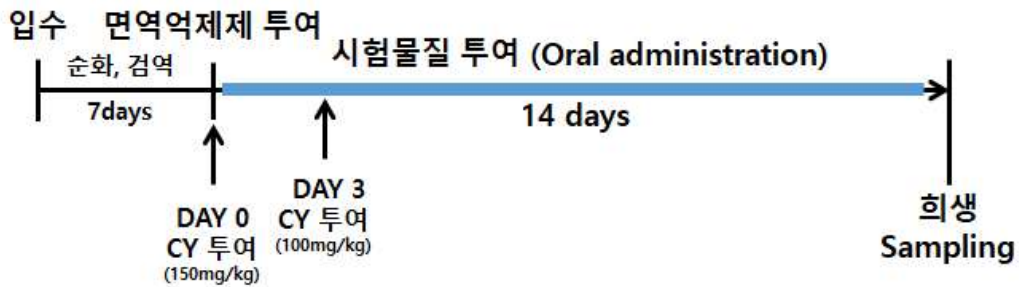 입수 면역억제제 투여
순화, 검역
시험물질 투여 (Oral administration)
7days
14 days
DAY 0
CY 투여
(150mg/kg)
DAY 3
CY 투여
(100mg/kg)
희생
Sampling